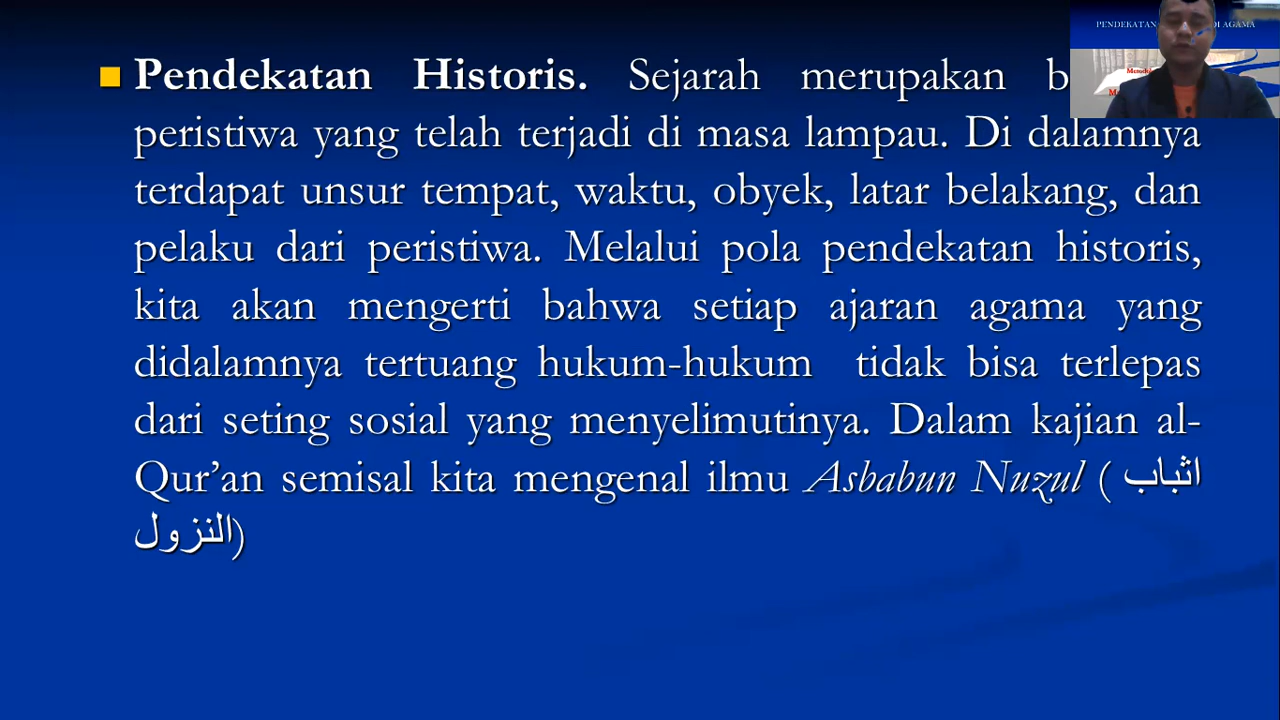 PENDEKATAN
DI AGAMA
Pendekatan Historis. Sejarah merupakan
peristiwa yang telah terjadi di masa lampau. Di dalamnya
terdapat unsur tempat, waktu, obyek, latar belakang, dan
pelaku dari peristiwa. Melalui pola pendekatan historis,
kita akan mengerti bahwa setiap ajaran agama yang
didalamnya tertuang hukum-hukum tidak bisa terlepas
dari seting sosial yang menyelimutinya. Dalam kajian al-
Qur’an semisal kita mengenal ilmu Asbabun Nuzul ( اثباب
النزول)